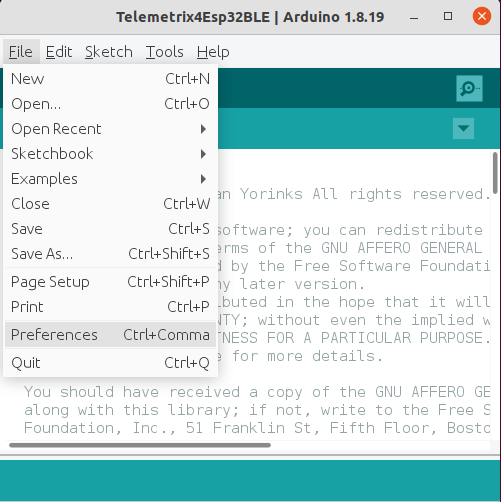 Telemetrix4Esp32BLE | Arduino 1.8.19
File Edit Sketch Tools Help
New Ctrl+N
Open... Ctrl+O
Open Recent
Sketchbook
Examples
Close Ctrl+W
Save Ctrl+S
Save As... Ctrl+Shift+S
Page Setup Ctrl+Shift+P
Print Ctrl+P
Preferences Ctrl+Comma
Quit Ctrl+Q
an Yorinks All rights reserved.
software; you can redistribute
erms of the GNU AFFERO GENERAL
d by the Free Software Foundati
ny later version.
ibuted in the hope that it will
NTY; without even the implied w
TNESS FOR A PARTICULAR PURPOSE.
e for more details.
You should have received a copy of the GNU AFFERO GE
along with this library; if not, write to the Free S
Foundation, Inc., 51 Franklin St, Fifth Floor, Bosto